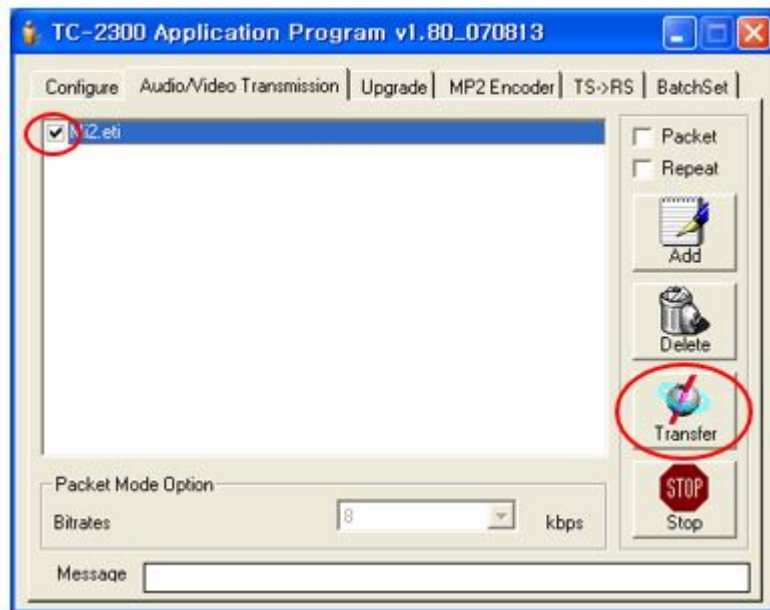 TC-2300 Application Program v1.80_070813
Configure Audio/Video Transmission Upgrade MP2 Encoder TS->RS BatchSet
Mi2.eti
Packet
Repeat
Add
Delete
Transfer
STOP
Stop
Packet Mode Option
Bitrates 8 kbps
Message